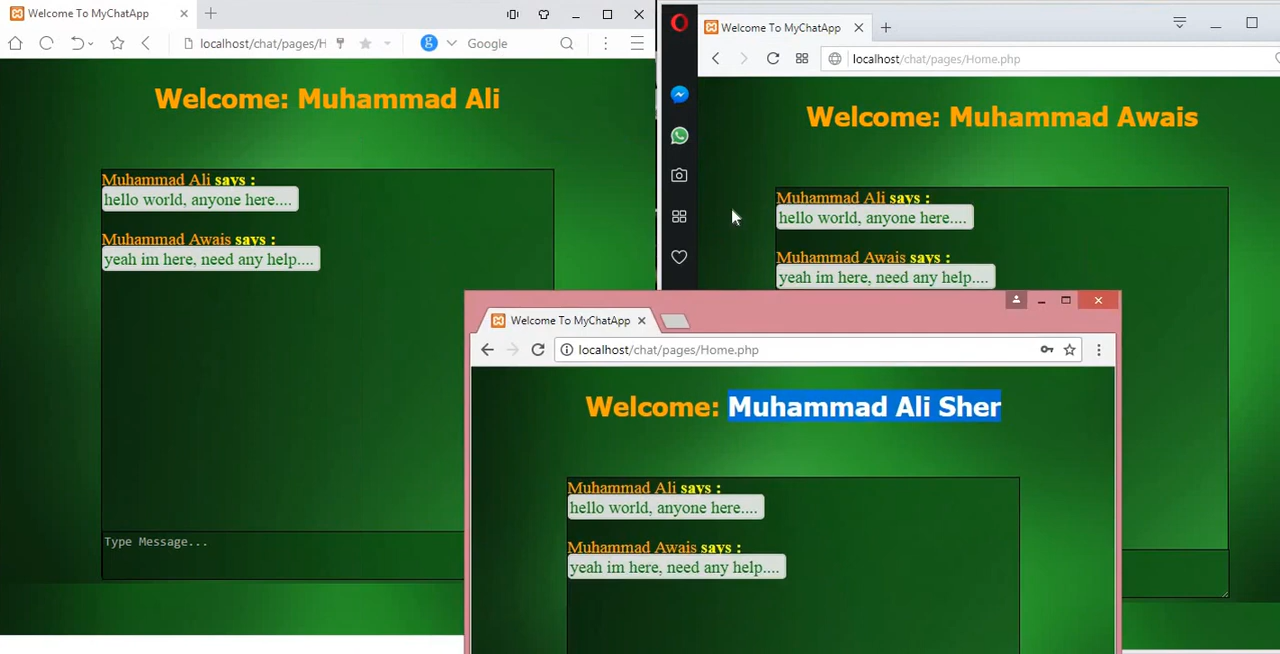 Welcome To MyChatApp
localhost/chat/pages/H
Google
Welcome: Muhammad Ali
Muhammad Ali says :
hello world, anyone here....
Muhammad Awais says :
yeah im here, need any help....
Type Message...
Welcome To MyChatApp
localhost/chat/pages/Home.php
Welcome: Muhammad Awais
Muhammad Ali says :
hello world, anyone here....
Muhammad Awais says :
yeah im here, need any help....
Welcome To MyChatApp
localhost/chat/pages/Home.php
Welcome: Muhammad Ali Sher
Muhammad Ali says :
hello world, anyone here....
Muhammad Awais says :
yeah im here, need any help....